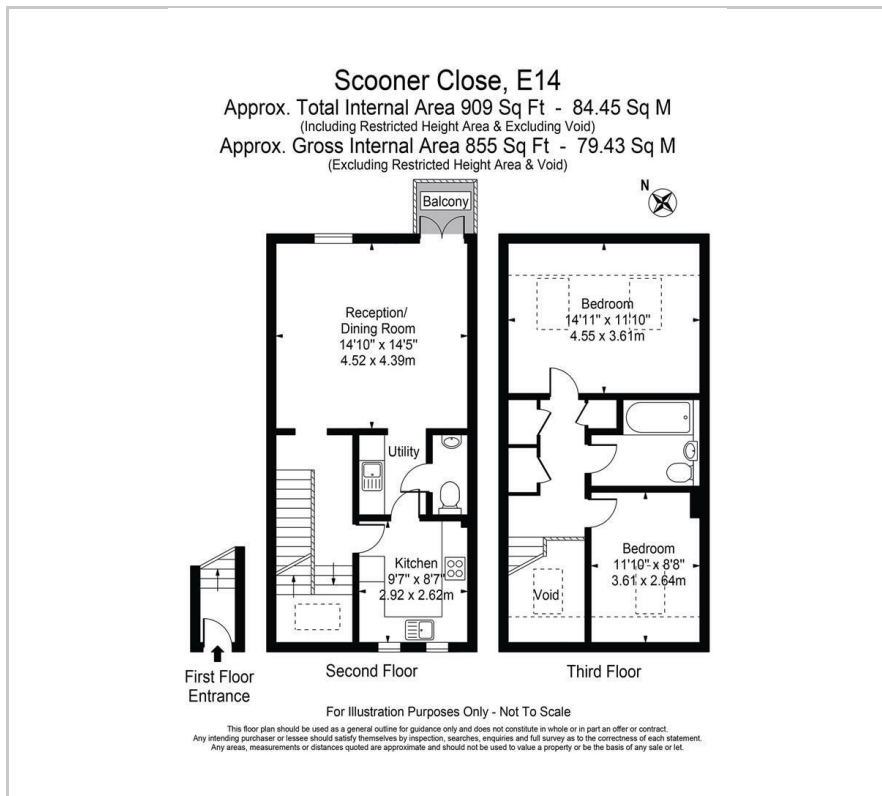 Scooner Close, E14
Approx. Total Internal Area 909 Sq Ft - 84.45 Sq M
(Including Restricted Height Area & Excluding Void)
Approx. Gross Internal Area 855 Sq Ft - 79.43 Sq M
(Excluding Restricted Height Area & Void)
N
Balcony
Reception/
Dining Room
14'10" x 14'5"
4.52 x 4.39m
Utility
Kitchen
9'7" x 8'7"
2.92 x 2.62m
Bedroom
14'11" x 11'10"
4.55 x 3.61m
Bedroom
11'10" x 8'8"
3.61 x 2.64m
Void
First Floor
Entrance
Second Floor
Third Floor
For Illustration Purposes Only - Not To Scale
This floor plan should be used as a general outline for guidance only and does not constitute in whole or in part an offer or contract.
Any intending purchaser or lessee should satisfy themselves by inspection, searches, enquiries and full survey as to the correctness of each statement.
Any areas, measurements or distances quoted are approximate and should not be used to value a property or be the basis of any sale or let.